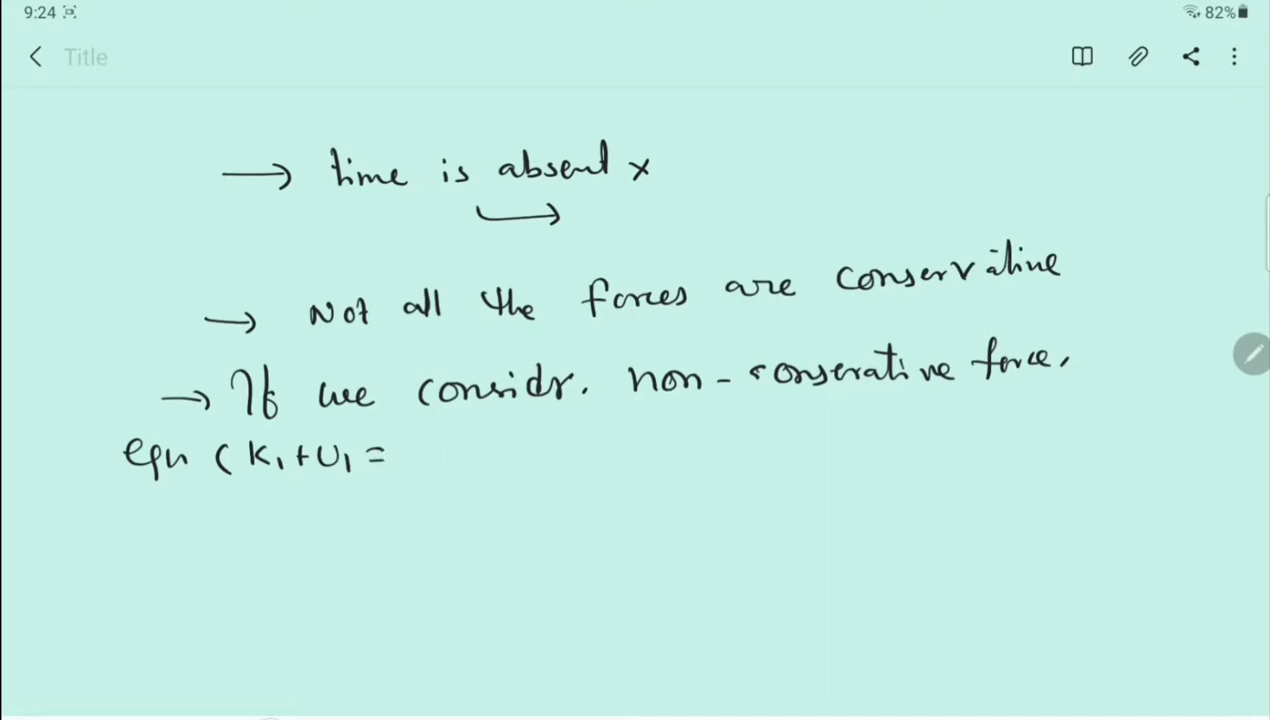 9:24 82%
Title
→ time is absent x
→ Not all the forces are conservative
→ If we considr. non-conserative force,
eqn ( K₁+U₁ =